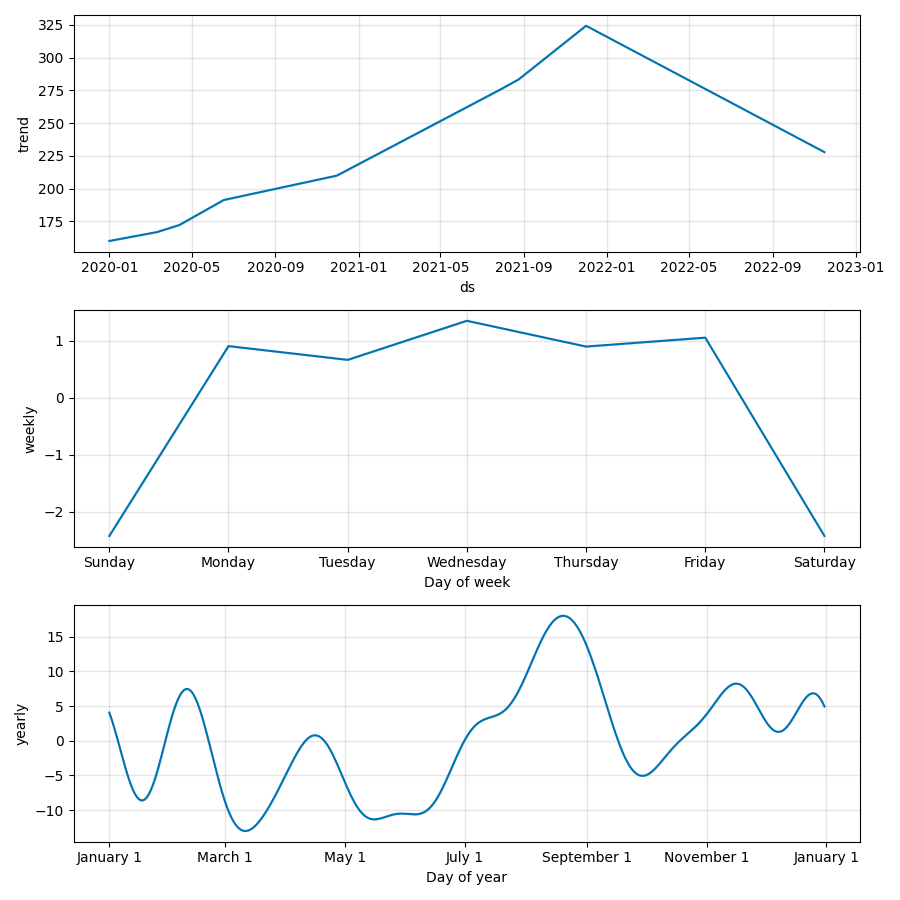 325
300
275
250
225
200
175
trend
2020-01 2020-05 2020-09 2021-01 2021-05 2021-09 2022-01 2022-05 2022-09 2023-01
ds
1
0
−1
−2
weekly
Sunday Monday Tuesday Wednesday Thursday Friday Saturday
Day of week
15
10
5
0
−5
−10
yearly
January 1 March 1 May 1 July 1 September 1 November 1 January 1
Day of year